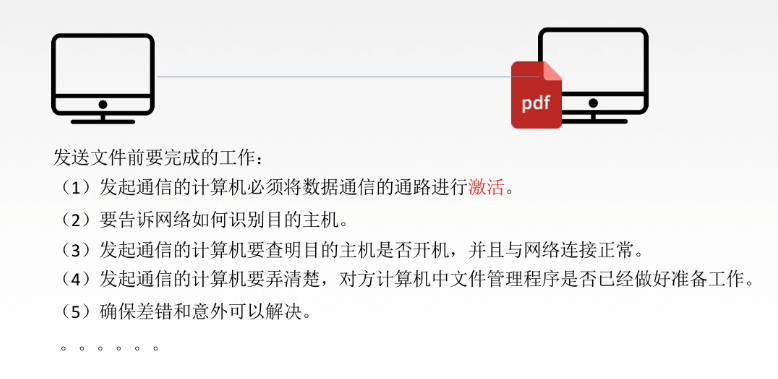 pdf
发送文件前要完成的工作：
（1）发起通信的计算机必须将数据通信的通路进行激活。
（2）要告诉网络如何识别目的主机。
（3）发起通信的计算机要查明目的主机是否开机，并且与网络连接正常。
（4）发起通信的计算机要弄清楚，对方计算机中文件管理程序是否已经做好准备工作。
（5）确保差错和意外可以解决。
。。。。。。